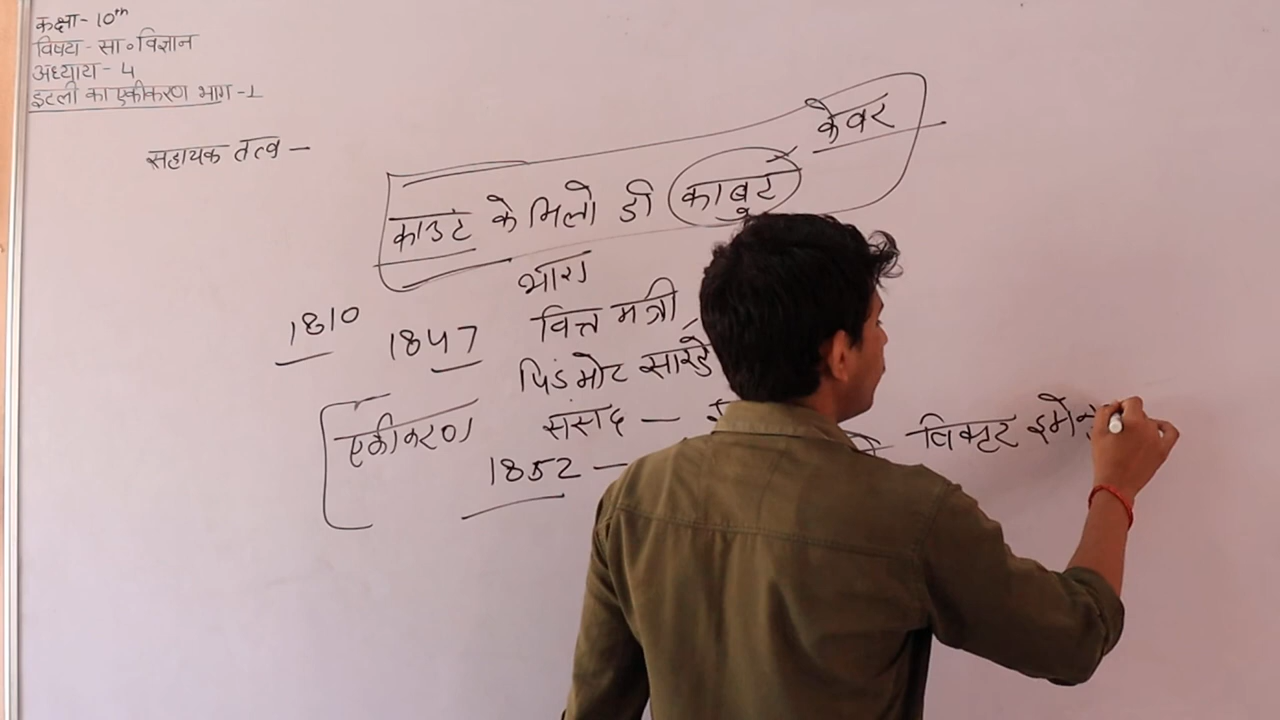 कक्षा - 10th
विषय - सा॰विज्ञान
अध्याय - 4
इटली का एकीकरण भाग -1
सहायक तत्व -
काउंट केमिलो डी काबूर केवर
1810 1847 वित्त मंत्री
पिंडमोट सार्डे
एकीकरण संसद -
1852 - विक्टर इमे